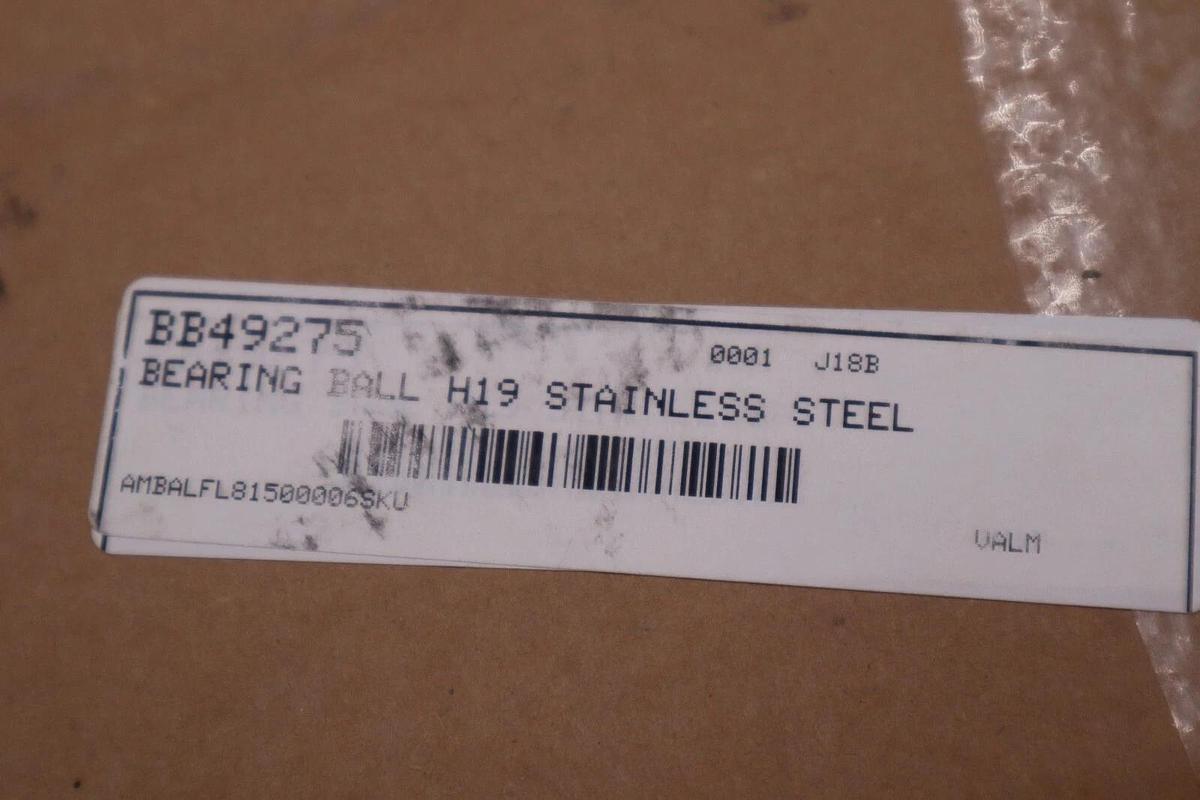 BB49275 0001 J18B
BEARING BALL H19 STAINLESS STEEL
AMBALFL81500006SKU
VALM